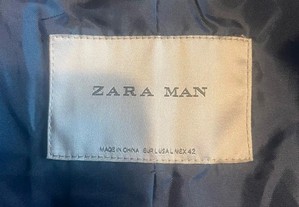 ZARA MAN
MADE IN CHINA EUR L USA L MEX 42